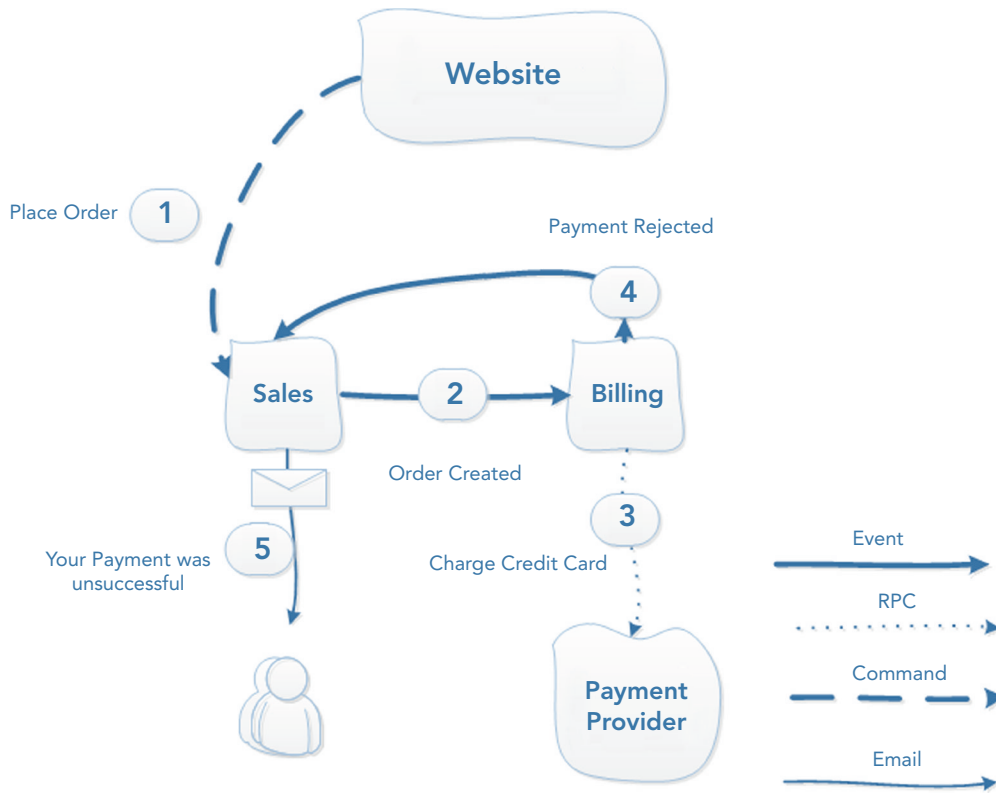 Website
Place Order
1
Payment Rejected
4
Sales
2
Billing
Order Created
3
Charge Credit Card
5
Your Payment was
unsuccessful
Payment
Provider
Event
RPC
Command
Email